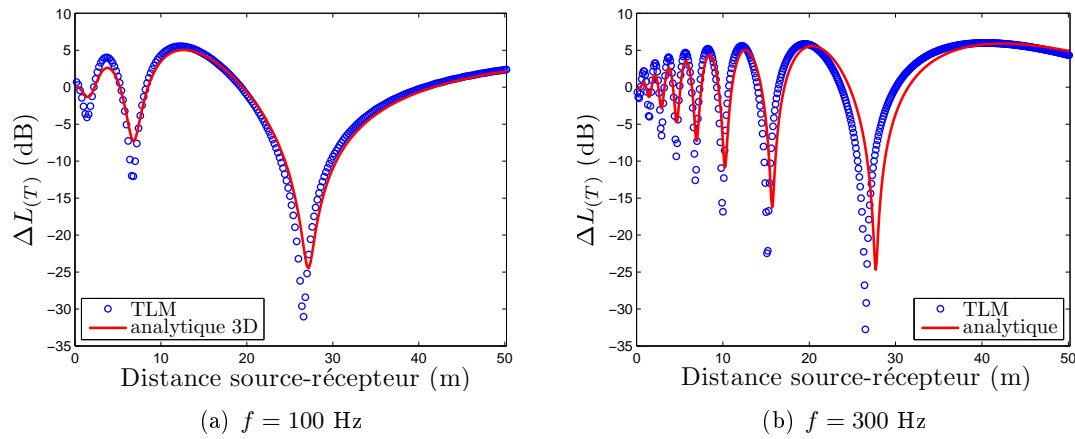 10
5
0
−5
−10
−15
−20
−25
−30
−35
ΔL(T) (dB)
TLM
analytique 3D
0 10 20 30 40 50
Distance source-récepteur (m)
(a) f = 100 Hz
10
5
0
−5
−10
−15
−20
−25
−30
−35
ΔL(T) (dB)
TLM
analytique
0 10 20 30 40 50
Distance source-récepteur (m)
(b) f = 300 Hz